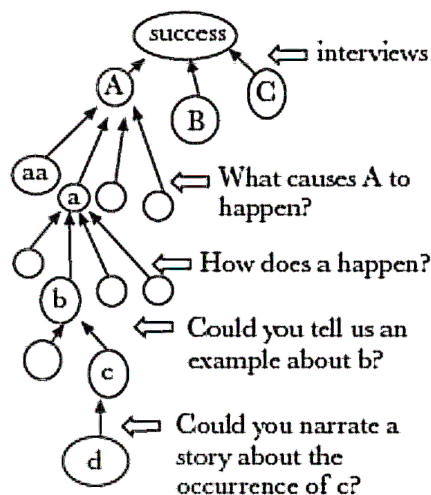 success
interviews
A
B
C
aa
a
What causes A to
happen?
How does a happen?
b
Could you tell us an
example about b?
c
Could you narrate a
story about the
occurrence of c?
d